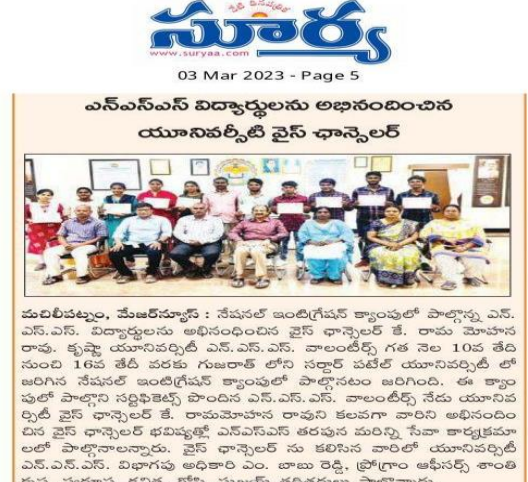 సూర్య
www.suryaa.com
03 Mar 2023 - Page 5
ఎన్ఎస్ఎస్ విద్యార్థులను అభినందించిన
యూనివర్సీటి వైస్ ఛాన్సెలర్
మచిలీపట్నం, మేజర్‌న్యూస్ : నేషనల్ ఇంటిగ్రేషన్ క్యాంపులో పాల్గొన్న ఎన్.
ఎస్.ఎస్. విద్యార్థులను అభినంధించిన వైస్ ఛాన్సెలర్ కే. రామ మోహన
రావు. కృష్ణా యూనివర్సిటీ ఎన్.ఎస్.ఎస్. వాలంటీర్స్ గత నెల 10వ తేది
నుంచి 16వ తేదీ వరకు గుజరాత్ లోని సర్దార్ పటేల్ యూనివర్సిటీ లో
జరిగిన నేషనల్ ఇంటిగ్రేషన్ క్యాంపులో పాల్గొనటం జరిగింది. ఈ క్యాం
పులో పాల్గొని సర్టిఫికెట్స్ పొందిన ఎన్.ఎస్.ఎస్. వాలంటీర్స్ నేడు యూనివ
ర్సిటీ వైస్ ఛాన్సెలర్ కే. రామమోహన రావుని కలవగా వారిని అభినందిం
చిన వైస్ ఛాన్సెలర్ భవిష్యత్లో ఎన్ఎస్ఎస్ తరపున మరిన్ని సేవా కార్యక్రమా
లలో పాల్గొనాలన్నారు. వైస్ ఛాన్సెలర్ ను కలిసిన వారిలో యూనివర్సిటీ
ఎన్.ఎన్.ఎస్. విభాగపు అధికారి ఎం. బాబు రెడ్డి, ప్రోగ్రాం ఆఫీసర్స్ శాంతి